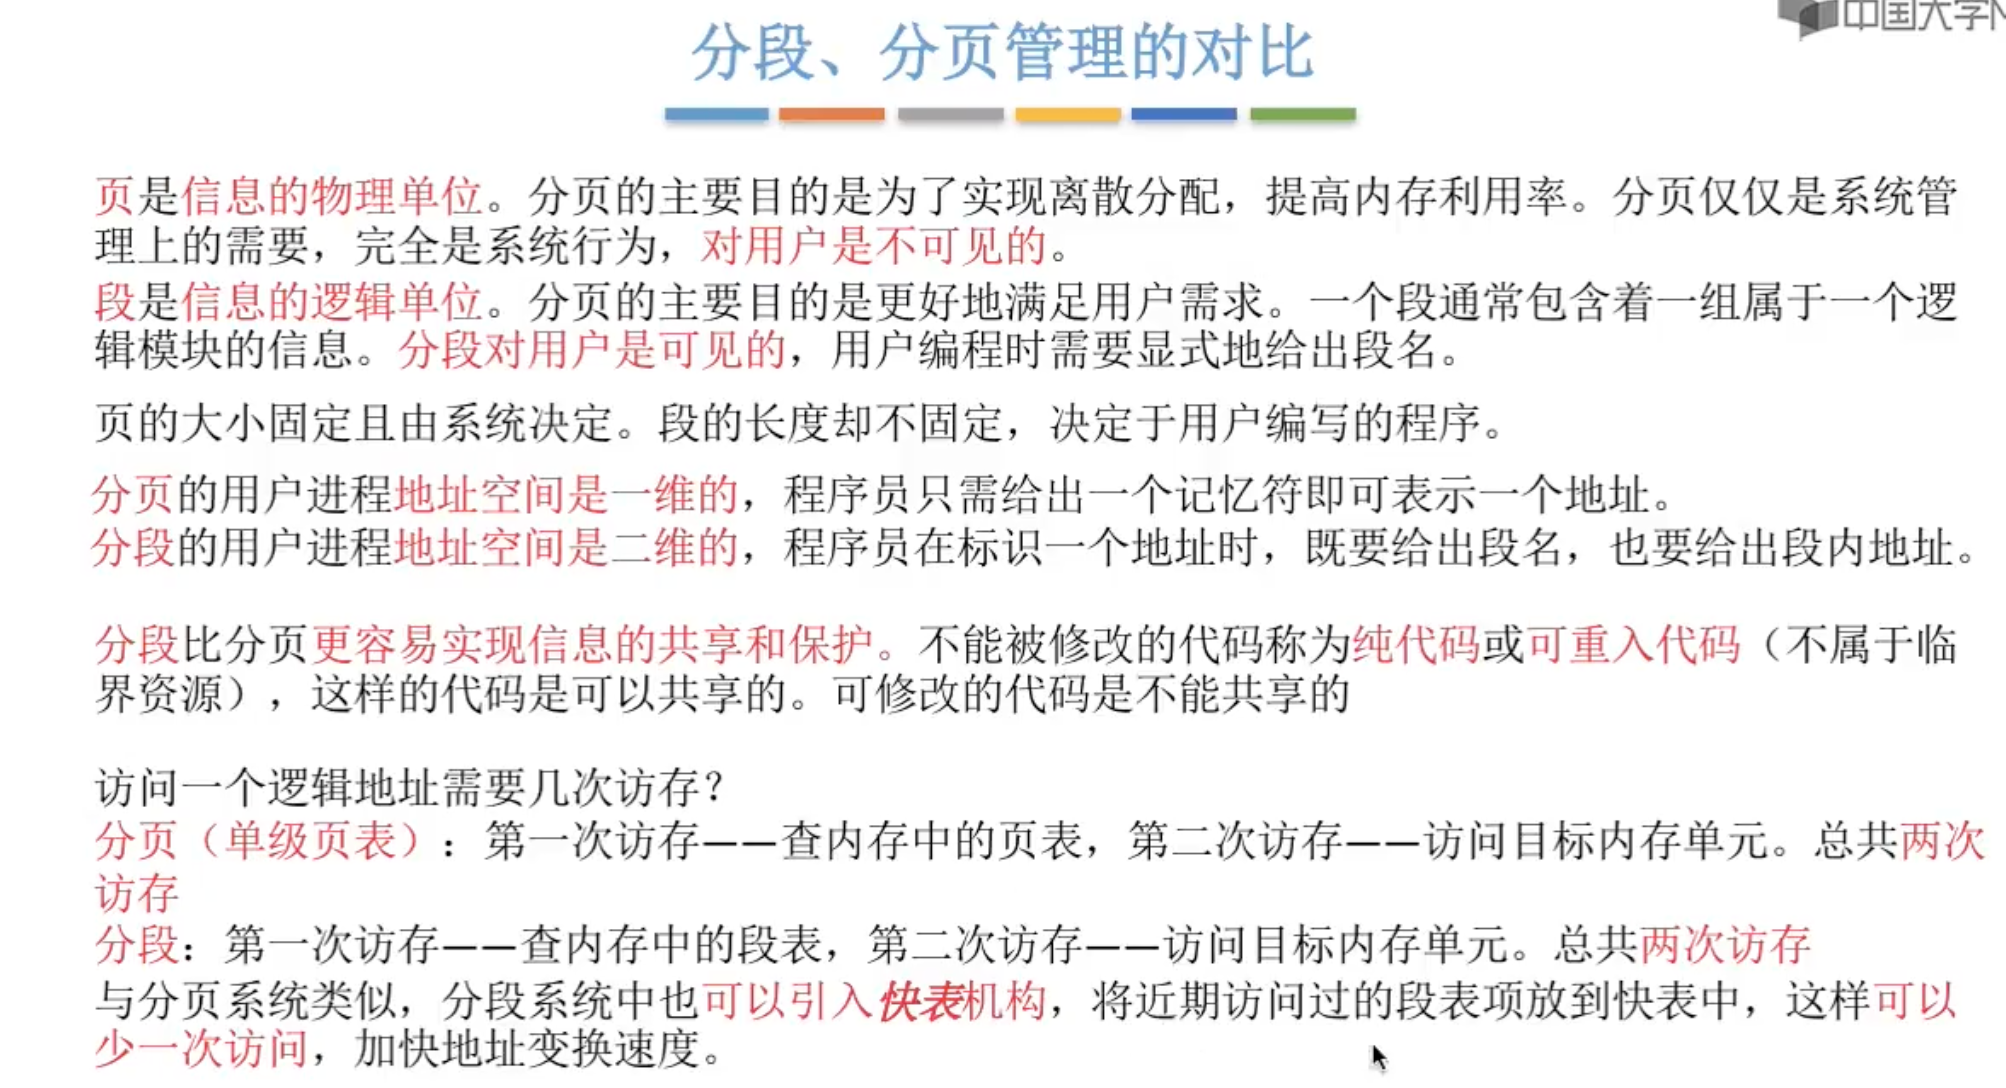 中国大学M
分段、分页管理的对比
页是信息的物理单位。分页的主要目的是为了实现离散分配，提高内存利用率。分页仅仅是系统管
理上的需要，完全是系统行为，对用户是不可见的。
段是信息的逻辑单位。分页的主要目的是更好地满足用户需求。一个段通常包含着一组属于一个逻
辑模块的信息。分段对用户是可见的，用户编程时需要显式地给出段名。
页的大小固定且由系统决定。段的长度却不固定，决定于用户编写的程序。
分页的用户进程地址空间是一维的，程序员只需给出一个记忆符即可表示一个地址。
分段的用户进程地址空间是二维的，程序员在标识一个地址时，既要给出段名，也要给出段内地址。
分段比分页更容易实现信息的共享和保护。不能被修改的代码称为纯代码或可重入代码（不属于临
界资源），这样的代码是可以共享的。可修改的代码是不能共享的
访问一个逻辑地址需要几次访存？
分页（单级页表）：第一次访存——查内存中的页表，第二次访存——访问目标内存单元。总共两次
访存
分段：第一次访存——查内存中的段表，第二次访存——访问目标内存单元。总共两次访存
与分页系统类似，分段系统中也可以引入快表机构，将近期访问过的段表项放到快表中，这样可以
少一次访问，加快地址变换速度。